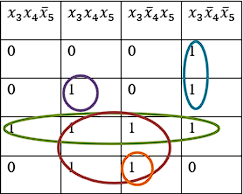 x₃x₄x̄₅ x₃x₄x₅ x₃x̄₄x₅ x₃x̄₄x̄₅
0 0 0 1
0 1 0 1
1 1 1 1
0 1 1 0